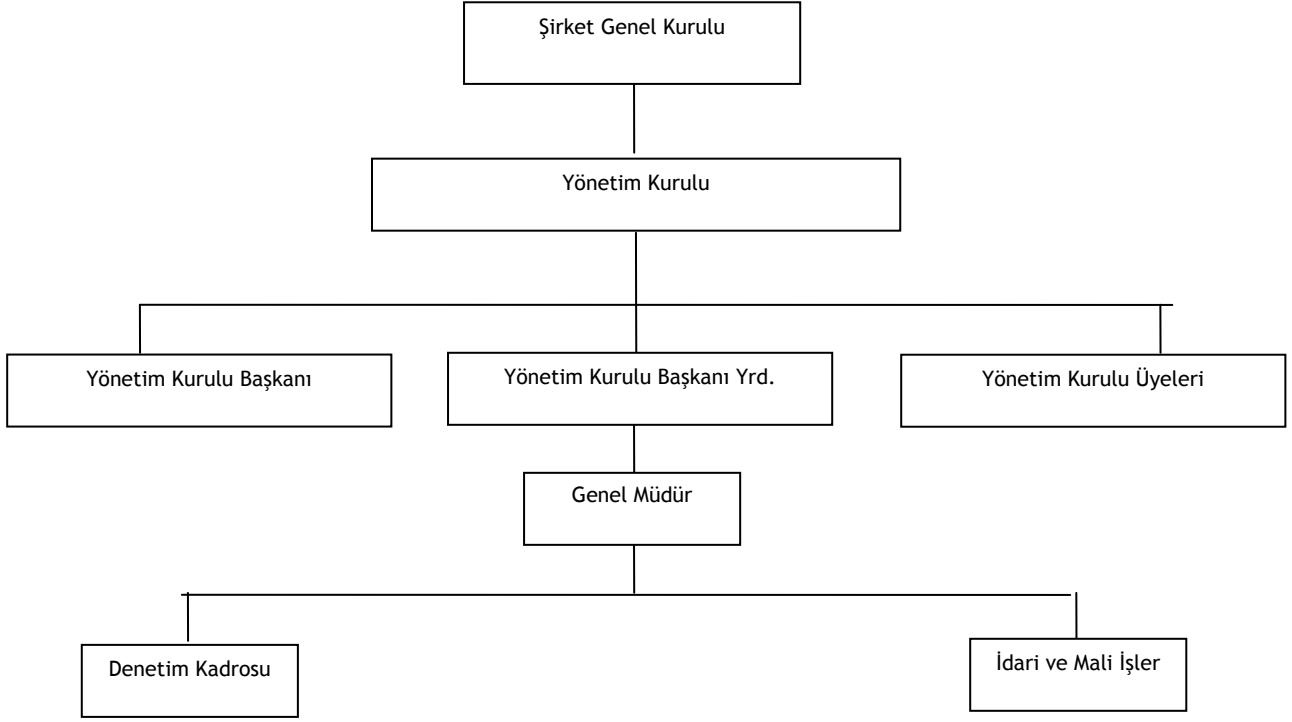 Şirket Genel Kurulu
Yönetim Kurulu
Yönetim Kurulu Başkanı
Yönetim Kurulu Başkanı Yrd.
Yönetim Kurulu Üyeleri
Genel Müdür
Denetim Kadrosu
İdari ve Mali İşler